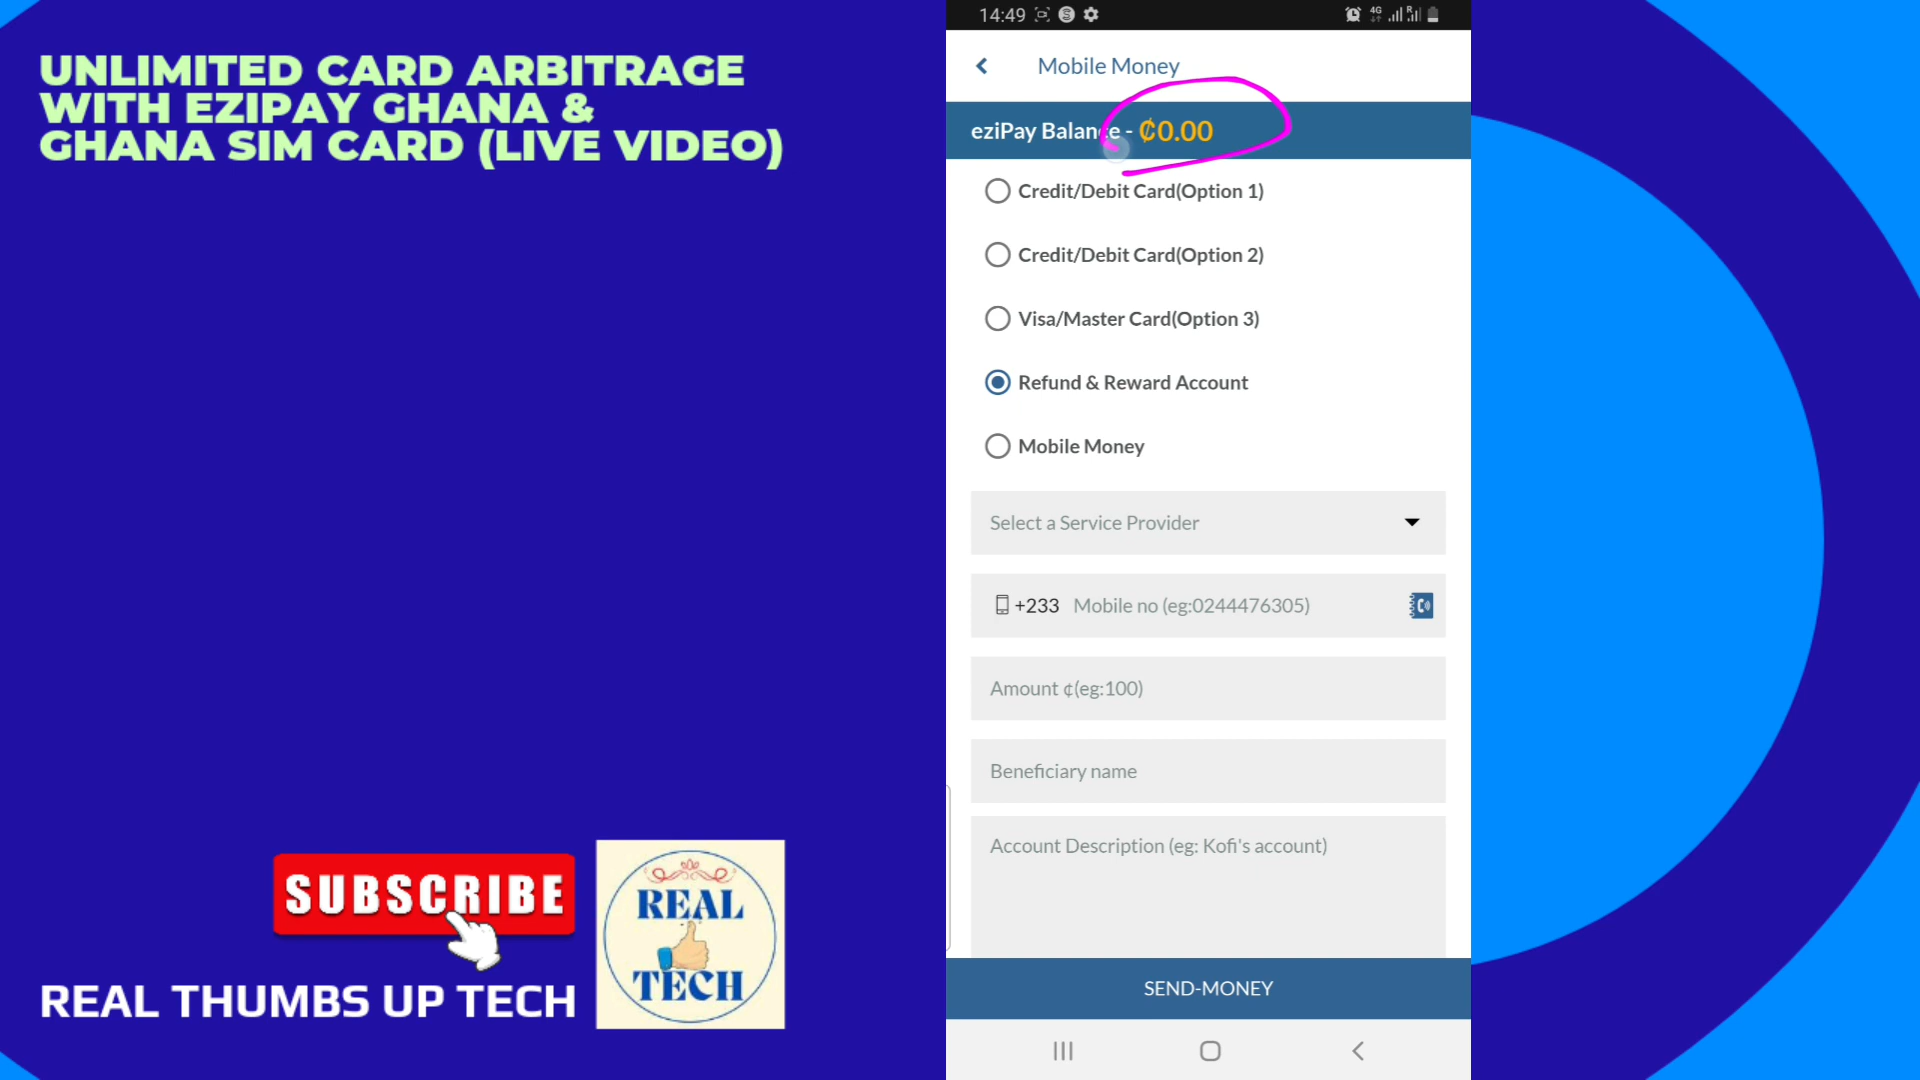 UNLIMITED CARD ARBITRAGE
WITH EZIPAY GHANA &
GHANA SIM CARD (LIVE VIDEO)
SUBSCRIBE
REAL
TECH
REAL THUMBS UP TECH
14:49
4G
R
Mobile Money
eziPay Balance - ₵0.00
Credit/Debit Card(Option 1)
Credit/Debit Card(Option 2)
Visa/Master Card(Option 3)
Refund & Reward Account
Mobile Money
Select a Service Provider
+233 Mobile no (eg:0244476305)
Amount ¢(eg:100)
Beneficiary name
Account Description (eg: Kofi's account)
SEND-MONEY